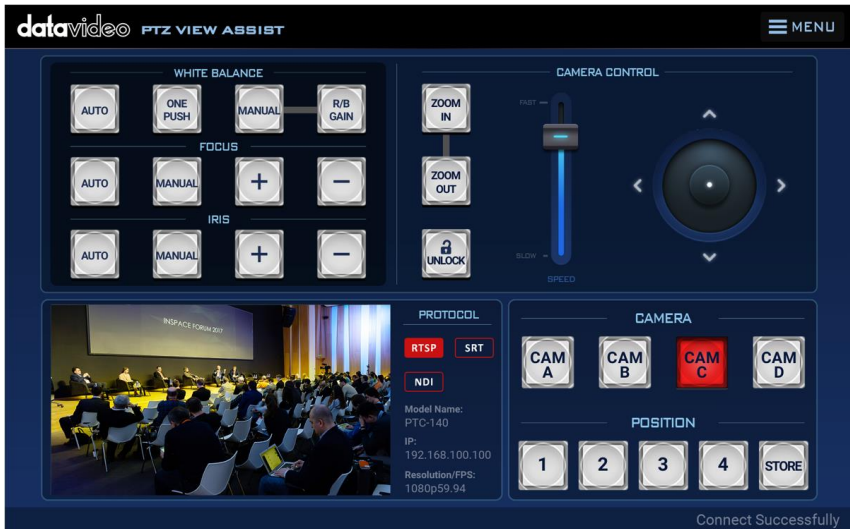 datavideo PTZ VIEW ASSIST
MENU
WHITE BALANCE
AUTO
ONE
PUSH
MANUAL
R/B
GAIN
FOCUS
AUTO
MANUAL
+
−
IRIS
AUTO
MANUAL
+
−
CAMERA CONTROL
ZOOM
IN
ZOOM
OUT
UNLOCK
FAST
SLOW
SPEED
INSPACE FORUM 2017
PROTOCOL
RTSP
SRT
NDI
Model Name:
PTC-140
IP:
192.168.100.100
Resolution/FPS:
1080p59.94
CAMERA
CAM
A
CAM
B
CAM
C
CAM
D
POSITION
1
2
3
4
STORE
Connect Successfully